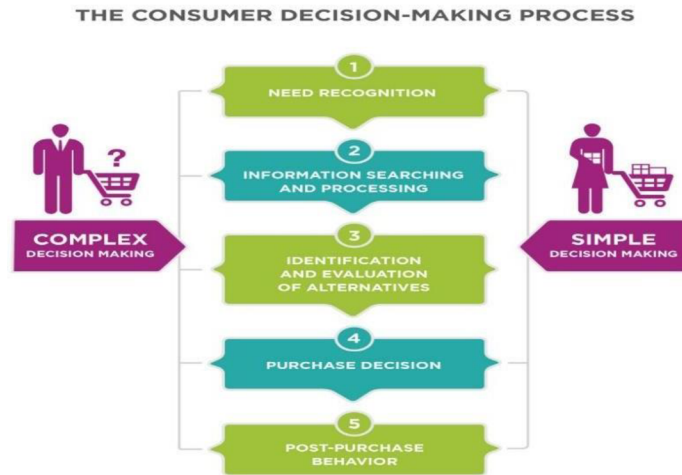 THE CONSUMER DECISION-MAKING PROCESS
1
NEED RECOGNITION
2
INFORMATION SEARCHING
AND PROCESSING
?
COMPLEX
DECISION MAKING
3
IDENTIFICATION
AND EVALUATION
OF ALTERNATIVES
SIMPLE
DECISION MAKING
4
PURCHASE DECISION
5
POST-PURCHASE
BEHAVIOR